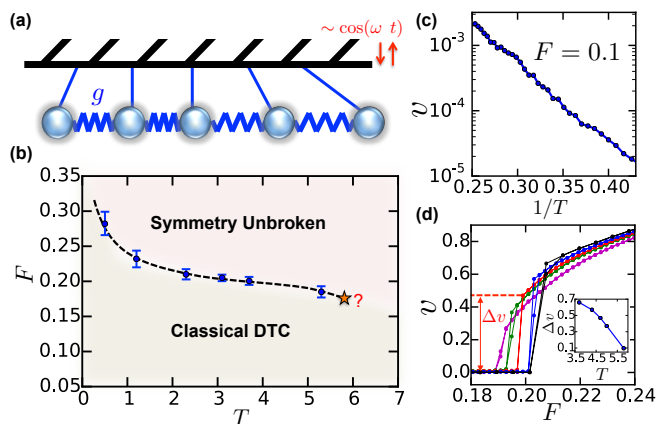 (a)
~ cos(ω t)
g
(b)
0.35
0.30
0.25
0.20
0.15
0.10
0.05
F
Symmetry Unbroken
?
Classical DTC
0 1 2 3 4 5 6 7
T
(c)
F = 0.1
10⁻³
10⁻⁴
10⁻⁵
v
0.25 0.30 0.35 0.40
1/T
(d)
0.8
0.6
0.4
0.2
0.0
v
Δv
0.7
0.4
0.1
Δv
3.5 4.5 5.5
T
0.18 0.20 0.22 0.24
F